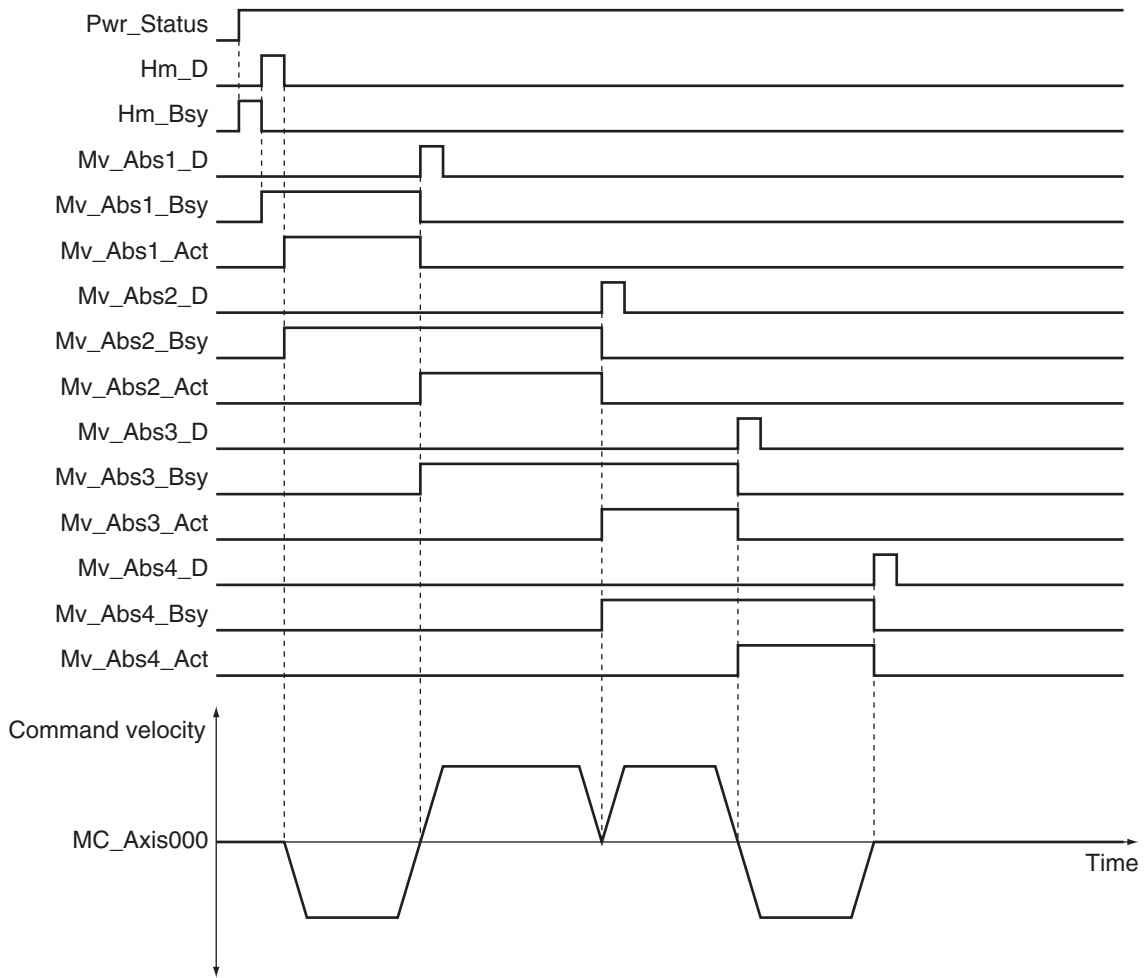 Pwr_Status
Hm_D
Hm_Bsy
Mv_Abs1_D
Mv_Abs1_Bsy
Mv_Abs1_Act
Mv_Abs2_D
Mv_Abs2_Bsy
Mv_Abs2_Act
Mv_Abs3_D
Mv_Abs3_Bsy
Mv_Abs3_Act
Mv_Abs4_D
Mv_Abs4_Bsy
Mv_Abs4_Act
Command velocity
MC_Axis000
Time